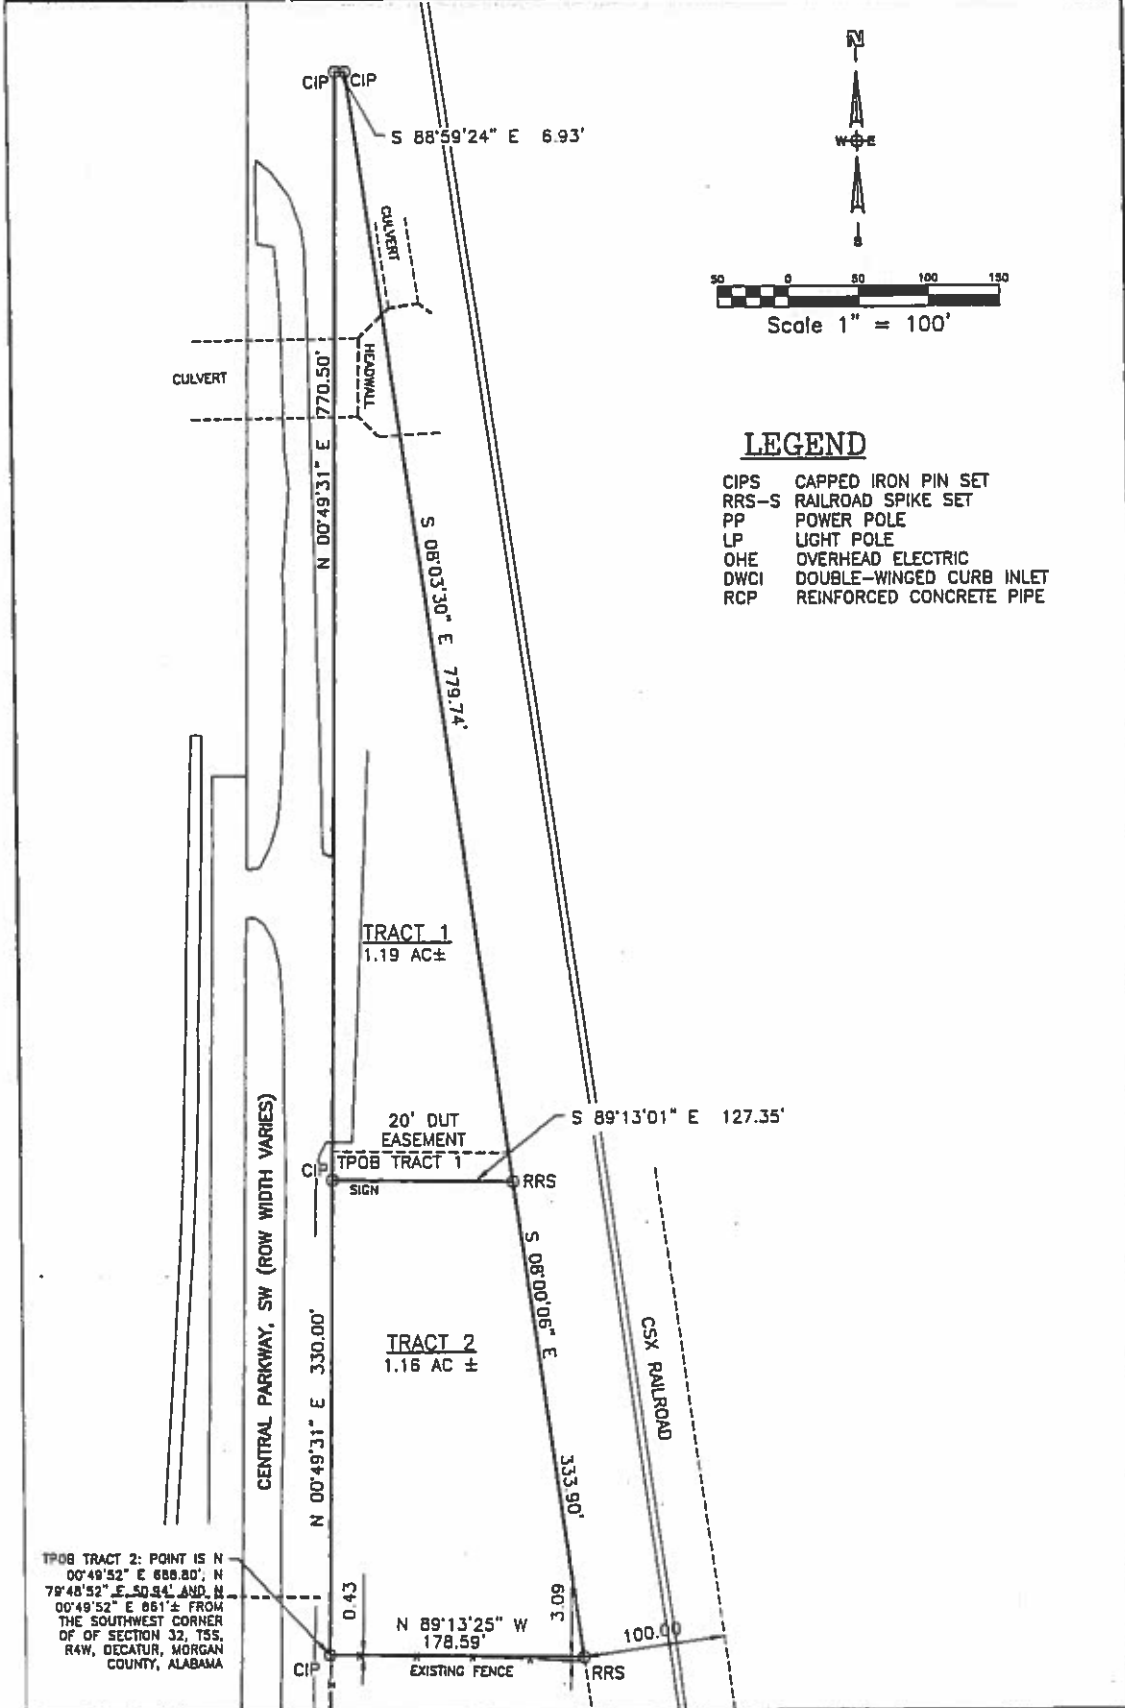 N
W E
S
CIP CIP
S 88°59'24" E 6.93'
CULVERT
50 0 50 100 150
Scale 1" = 100'
CULVERT
HEADWALL
N 00°49'31" E 770.50'
LEGEND
CIPS CAPPED IRON PIN SET
RRS-S RAILROAD SPIKE SET
PP POWER POLE
LP LIGHT POLE
OHE OVERHEAD ELECTRIC
DWCI DOUBLE-WINGED CURB INLET
RCP REINFORCED CONCRETE PIPE
S 08°03'30" E 779.74'
TRACT 1
1.19 AC±
20' DUT
EASEMENT
S 89°13'01" E 127.35'
TPOB TRACT 1
CIP
SIGN
RRS
CENTRAL PARKWAY, SW (ROW WIDTH VARIES)
S 08°00'06" E 333.90'
N 00°49'31" E 330.00'
TRACT 2
1.16 AC ±
CSX RAILROAD
TPOB TRACT 2: POINT IS N
00°49'52" E 688.80', N
79°48'52" E 50.94' AND N
00°49'52" E 861'± FROM
THE SOUTHWEST CORNER
OF OF SECTION 32, T5S,
R4W, DECATUR, MORGAN
COUNTY, ALABAMA
0.43
N 89°13'25" W
178.59'
3.09
100.00
CIP
EXISTING FENCE
RRS